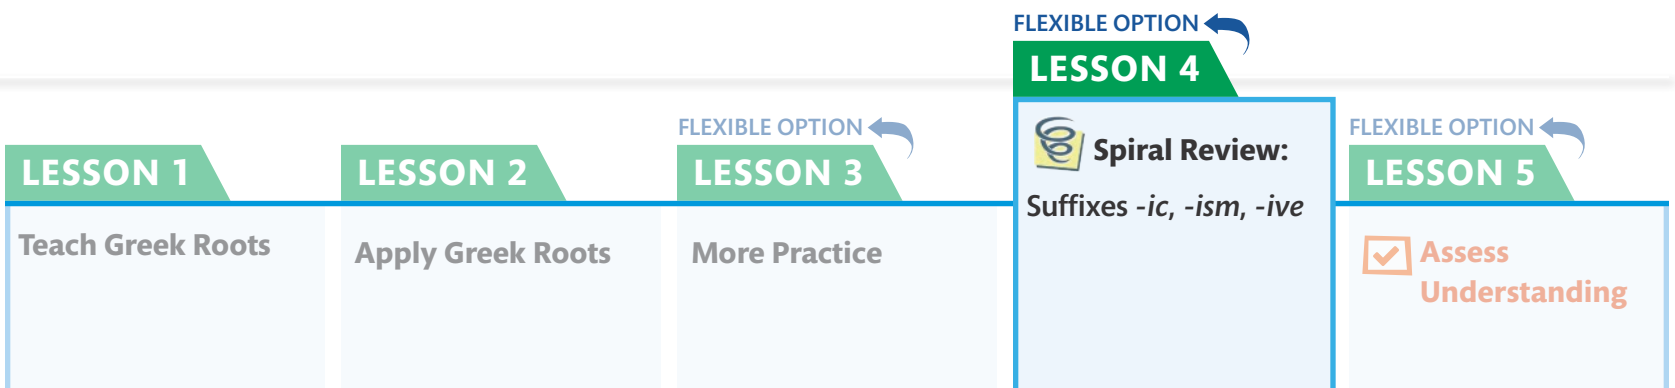 LESSON 1
Teach Greek Roots
LESSON 2
Apply Greek Roots
FLEXIBLE OPTION
LESSON 3
More Practice
FLEXIBLE OPTION
LESSON 4
Spiral Review:
Suffixes -ic, -ism, -ive
FLEXIBLE OPTION
LESSON 5
Assess
Understanding